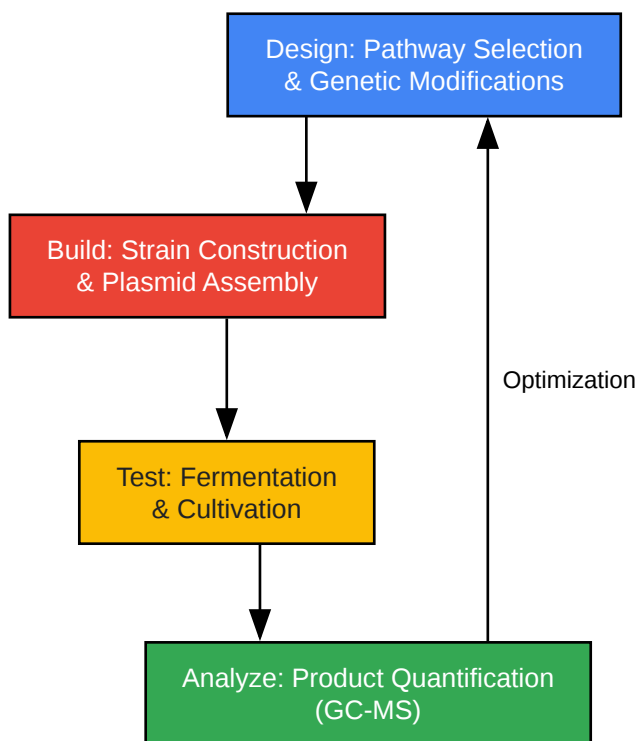 Design: Pathway Selection
& Genetic Modifications
Build: Strain Construction
& Plasmid Assembly
Optimization
Test: Fermentation
& Cultivation
Analyze: Product Quantification
(GC-MS)